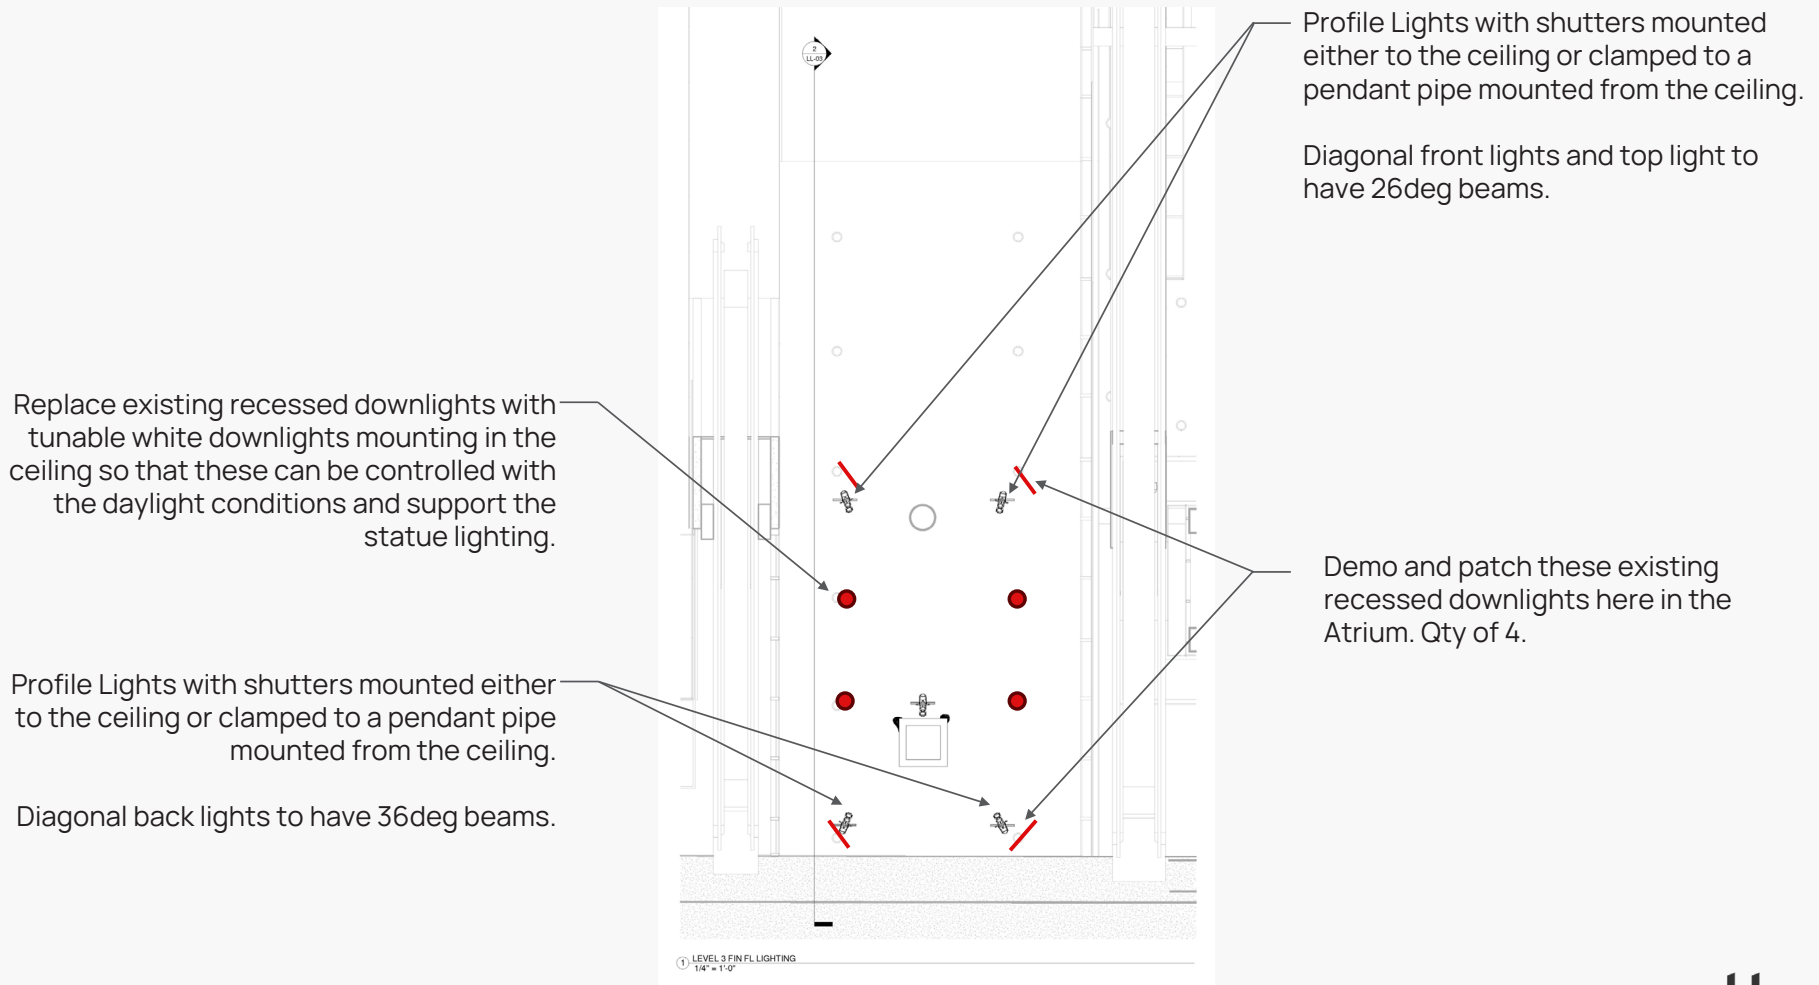 Profile Lights with shutters mounted
either to the ceiling or clamped to a
pendant pipe mounted from the ceiling.
Diagonal front lights and top light to
have 26deg beams.
2
LL-03
Replace existing recessed downlights with
tunable white downlights mounting in the
ceiling so that these can be controlled with
the daylight conditions and support the
statue lighting.
Demo and patch these existing
recessed downlights here in the
Atrium. Qty of 4.
Profile Lights with shutters mounted either
to the ceiling or clamped to a pendant pipe
mounted from the ceiling.
Diagonal back lights to have 36deg beams.
1 LEVEL 3 FIN FL LIGHTING
1/4" = 1'-0"